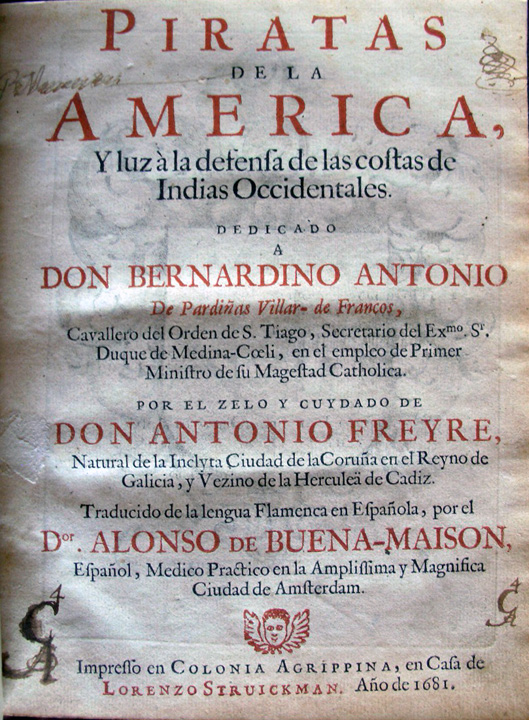 PIRATAS
DE LA
AMERICA,
Y luz à la defenſa de las coſtas de
Indias Occidentales.
DEDICADO
A
DON BERNARDINO ANTONIO
De Pardiñas Villar- de Francos,
Cavallero del Orden de S. Tiago, Secretario del Exmo. Sr.
Duque de Medina-Cœli, en el empleo de Primer
Miniſtro de ſu Mageſtad Catholica.
POR EL ZELO Y CUYDADO DE
DON ANTONIO FREYRE,
Natural de la Inclyta Ciudad de la Coruña en el Reyno de
Galicia, y Vezino de la Herculeä de Cadiz.
Traducido de la lengua Flamenca en Eſpañola, por el
Dor. ALONSO DE BUENA-MAISON,
Eſpañol, Medico Practico en la Ampliſſima y Magnifica
Ciudad de Amſterdam.
Impreſſo en COLONIA AGRIPPINA, en Caſa de
LORENZO STRUICKMAN. Año de 1681.